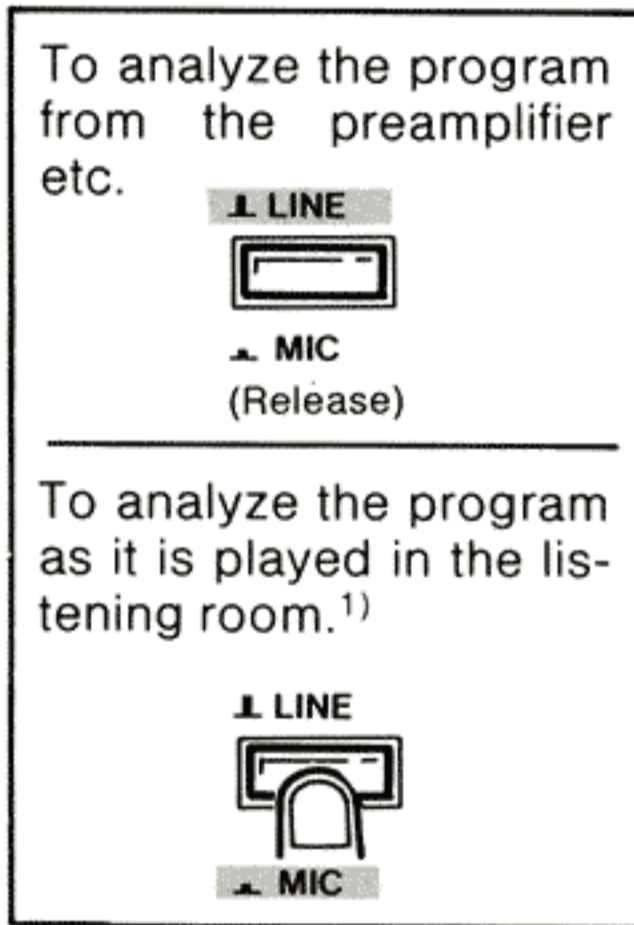 To analyze the program
from the preamplifier
etc.
LINE
MIC
(Release)
To analyze the program
as it is played in the lis-
tening room.1)
LINE
MIC